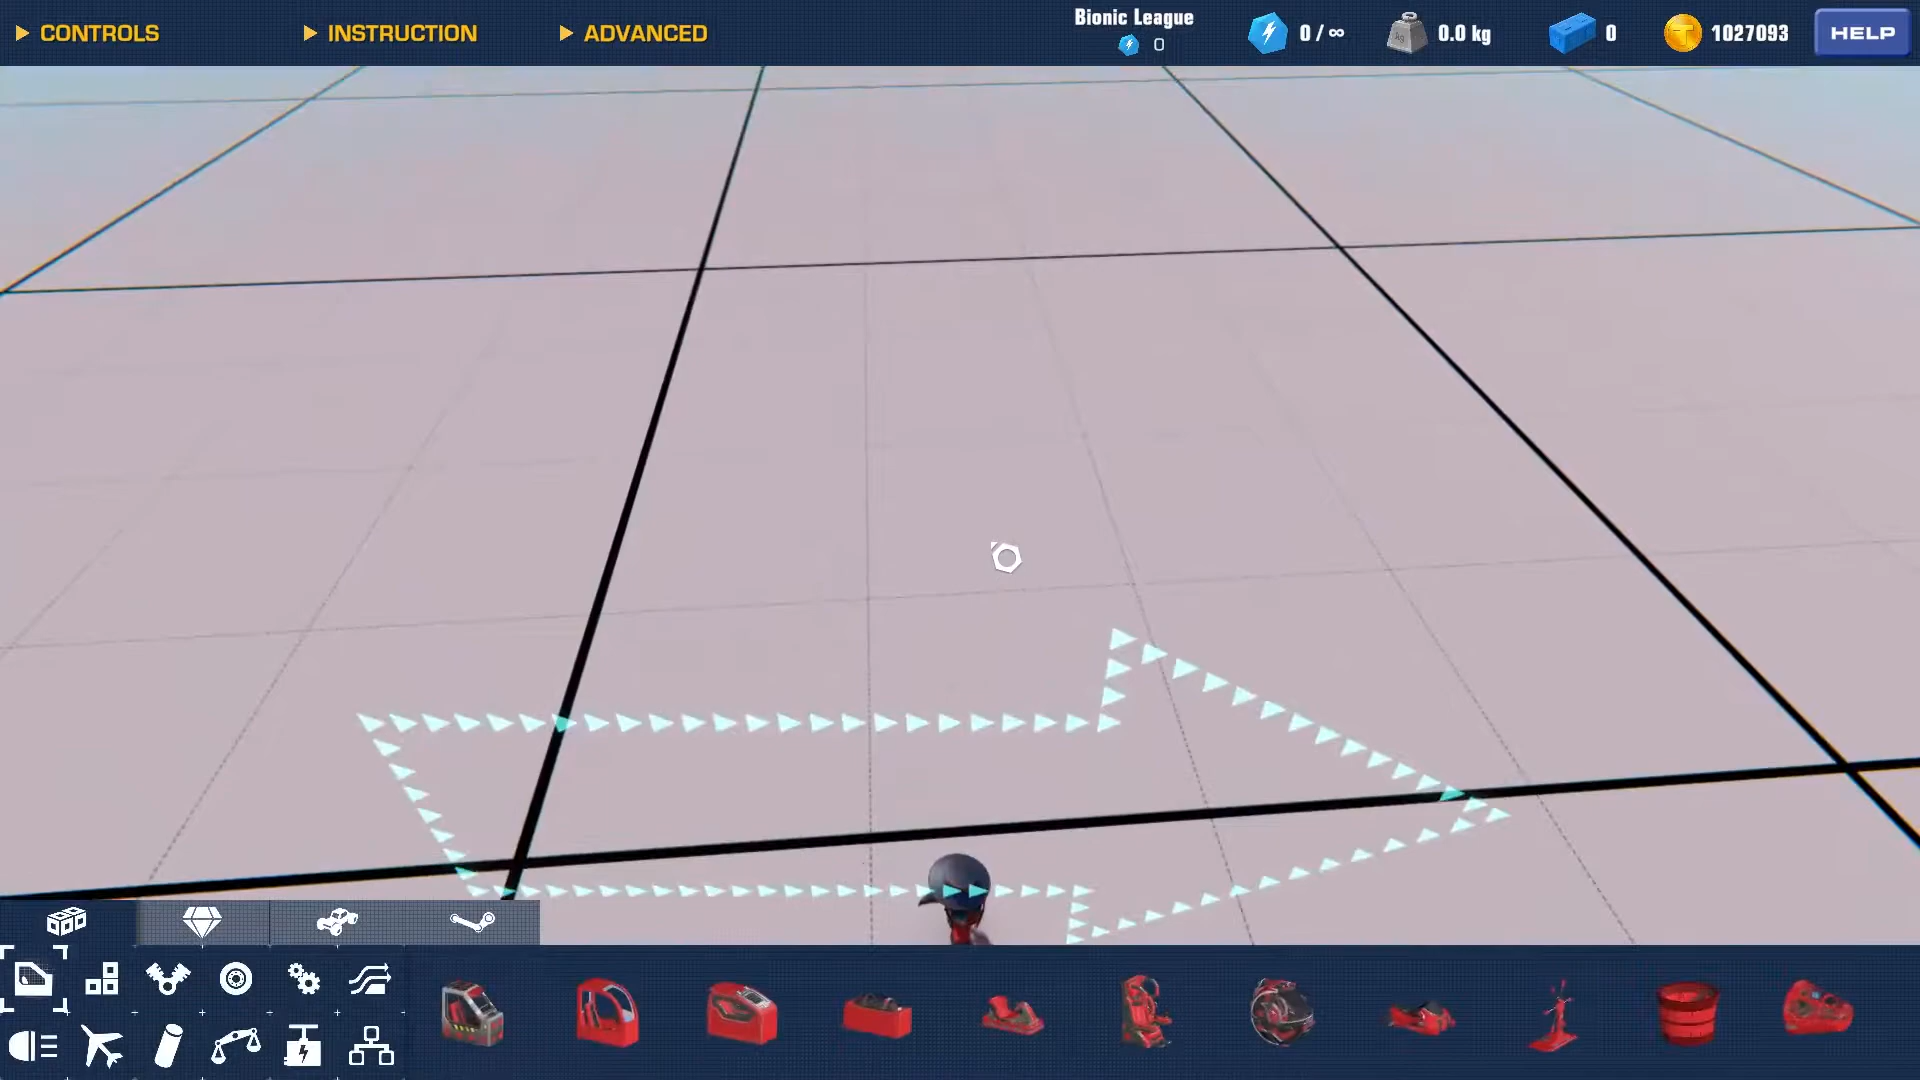 CONTROLS
INSTRUCTION
ADVANCED
Bionic League
0
0 / ∞
0.0 kg
0
1027093
HELP